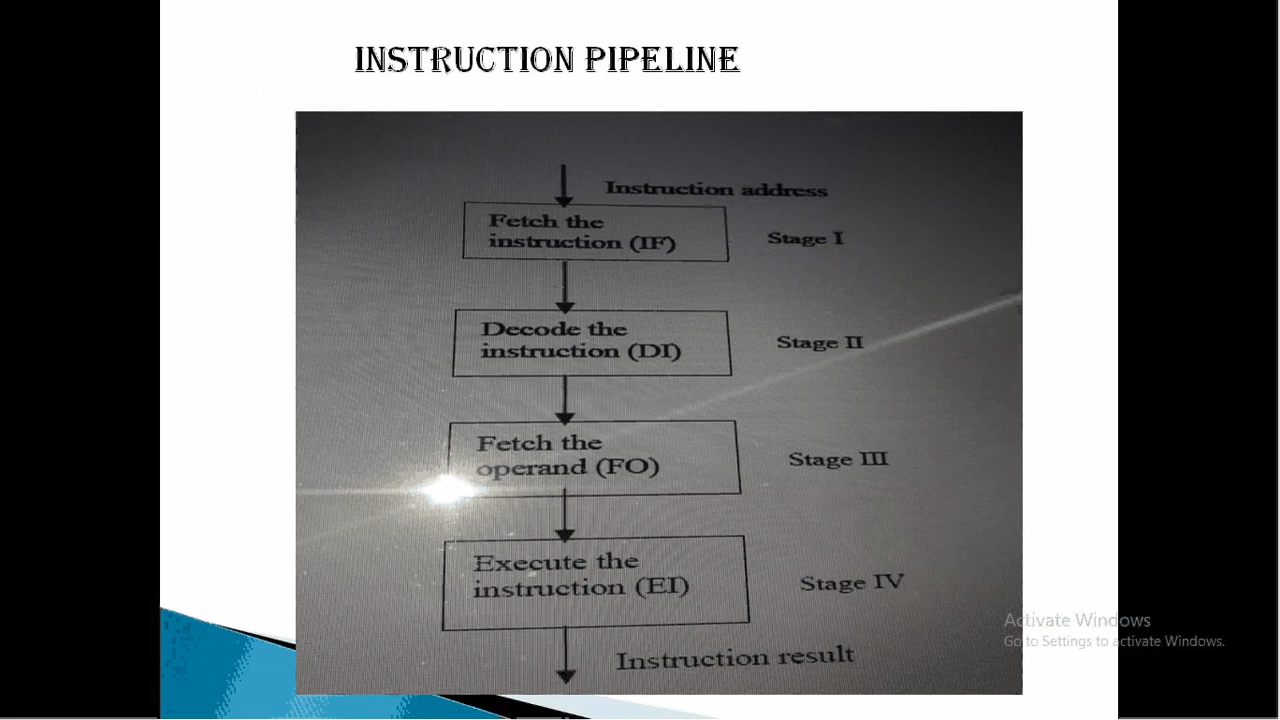 INSTRUCTION PIPELINE
Instruction address
Fetch the
instruction (IF)
Stage I
Decode the
instruction (DI)
Stage II
Fetch the
operand (FO)
Stage III
Execute the
instruction (EI)
Stage IV
Instruction result
Activate Windows
Go to Settings to activate Windows.